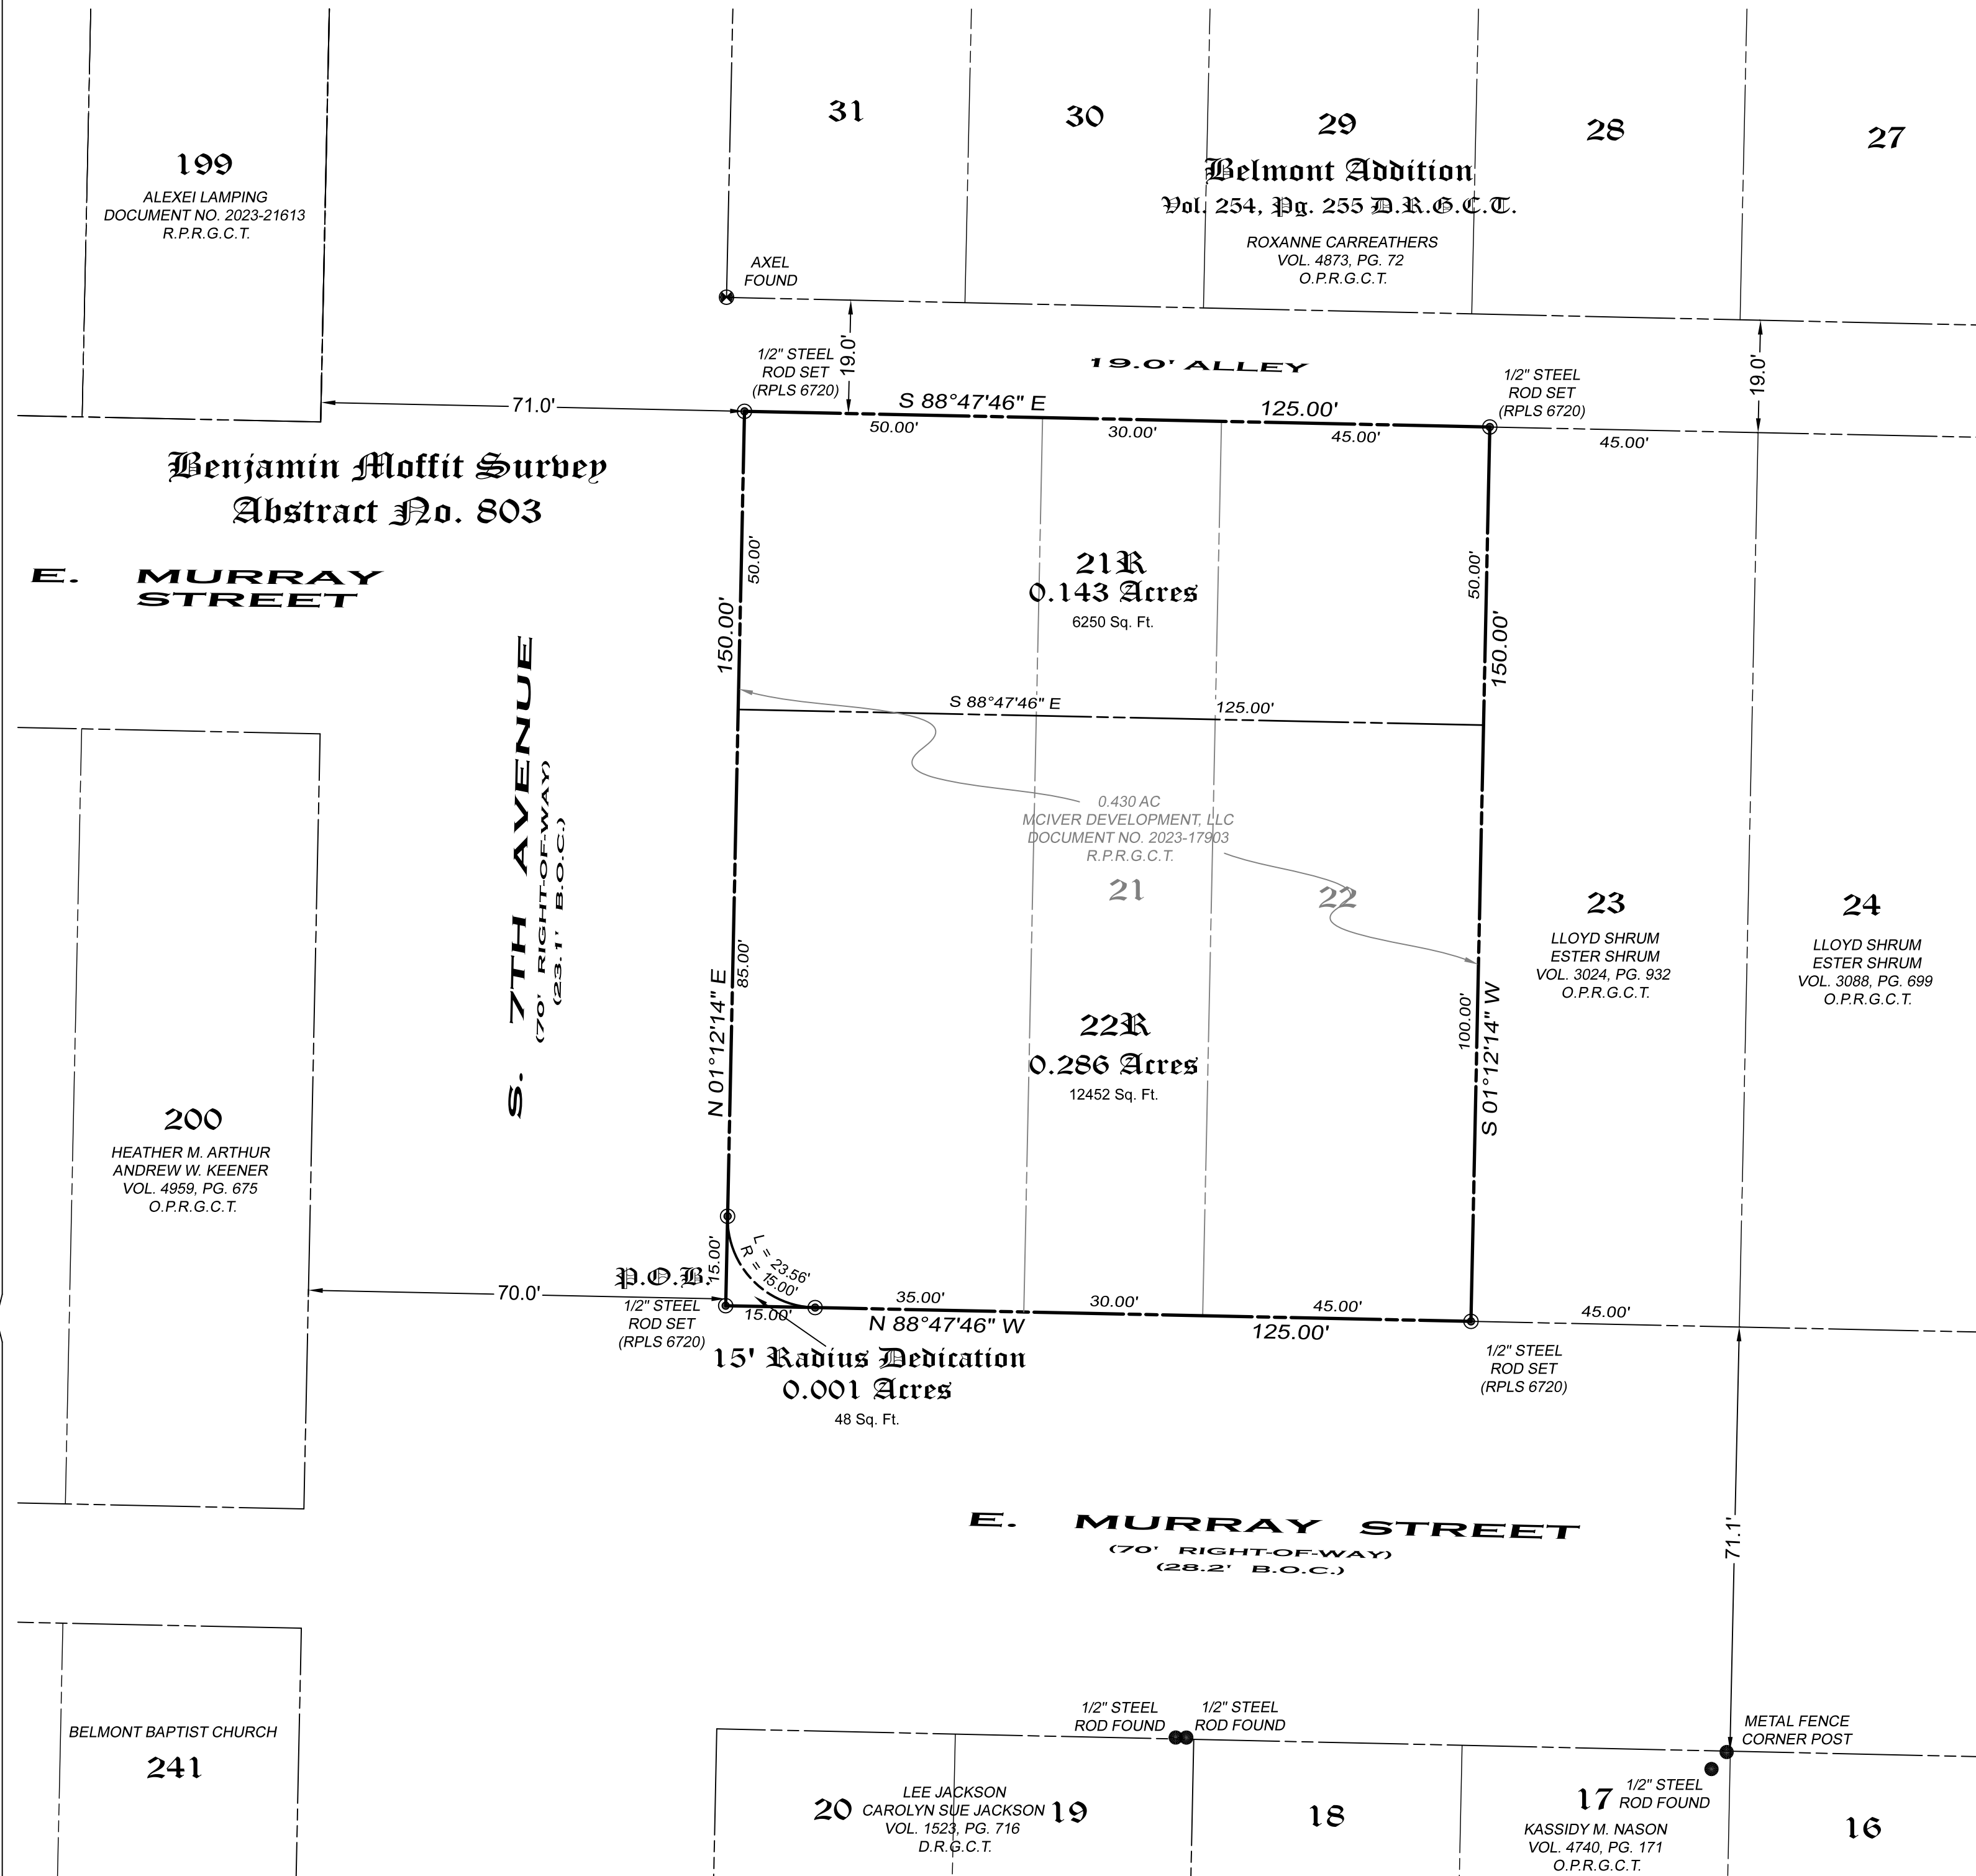 31
30
29
28
27
199
ALEXEI LAMPING
DOCUMENT NO. 2023-21613
R.P.R.G.C.T.
Belmont Addition
Vol. 254, Pg. 255 D.R.G.C.T.
ROXANNE CARREATHERS
VOL. 4873, PG. 72
O.P.R.G.C.T.
AXEL
FOUND
1/2" STEEL
ROD SET
(RPLS 6720)
19.0'
19.0' ALLEY
1/2" STEEL
ROD SET
(RPLS 6720)
19.0'
71.0'
S 88°47'46" E
125.00'
50.00'
30.00'
45.00'
45.00'
Benjamin Moffit Survey
Abstract No. 803
E. MURRAY
STREET
50.00'
150.00'
21R
0.143 Acres
6250 Sq. Ft.
50.00'
150.00'
S 88°47'46" E
125.00'
S. 7TH AVENUE
(70' RIGHT-OF-WAY)
(23.1' B.O.C.)
0.430 AC
MCIVER DEVELOPMENT, LLC
DOCUMENT NO. 2023-17903
R.P.R.G.C.T.
21
22
23
LLOYD SHRUM
ESTER SHRUM
VOL. 3024, PG. 932
O.P.R.G.C.T.
24
LLOYD SHRUM
ESTER SHRUM
VOL. 3088, PG. 699
O.P.R.G.C.T.
85.00'
N 01°12'14" E
22R
0.286 Acres
12452 Sq. Ft.
100.00'
S 01°12'14" W
200
HEATHER M. ARTHUR
ANDREW W. KEENER
VOL. 4959, PG. 675
O.P.R.G.C.T.
70.0'
P.O.B.
1/2" STEEL
ROD SET
(RPLS 6720)
15.00'
L = 23.56'
R = 15.00'
15.00'
35.00'
30.00'
45.00'
45.00'
N 88°47'46" W
125.00'
15' Radius Dedication
0.001 Acres
48 Sq. Ft.
1/2" STEEL
ROD SET
(RPLS 6720)
E. MURRAY STREET
(70' RIGHT-OF-WAY)
(28.2' B.O.C.)
71.1'
BELMONT BAPTIST CHURCH
241
1/2" STEEL
ROD FOUND
1/2" STEEL
ROD FOUND
METAL FENCE
CORNER POST
20
LEE JACKSON
CAROLYN SUE JACKSON
VOL. 1523, PG. 716
D.R.G.C.T.
19
18
17
1/2" STEEL
ROD FOUND
KASSIDY M. NASON
VOL. 4740, PG. 171
O.P.R.G.C.T.
16